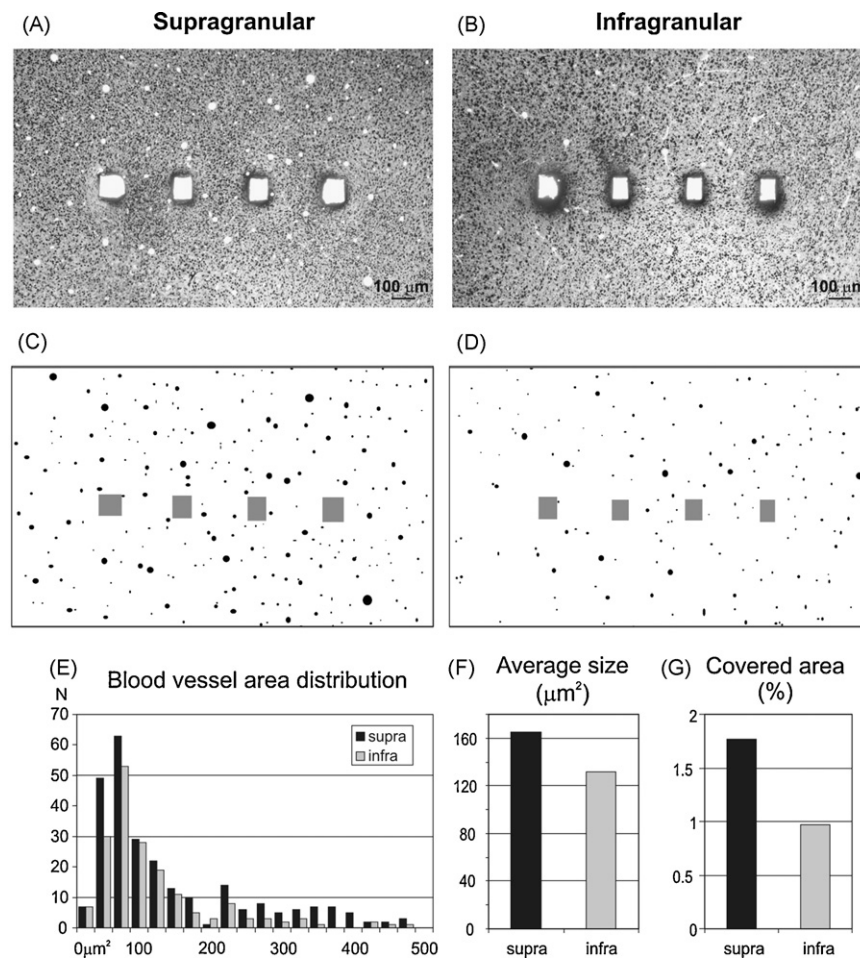 (A) Supragranular
(B) Infragranular
100 μm
100 μm
(C)
(D)
(E) Blood vessel area distribution
N
70
60
50
40
30
20
10
0
supra
infra
0μm² 100 200 300 400 500
(F) Average size
(μm²)
160
120
80
40
0
supra infra
(G) Covered area
(%)
2
1.5
1
0.5
0
supra infra